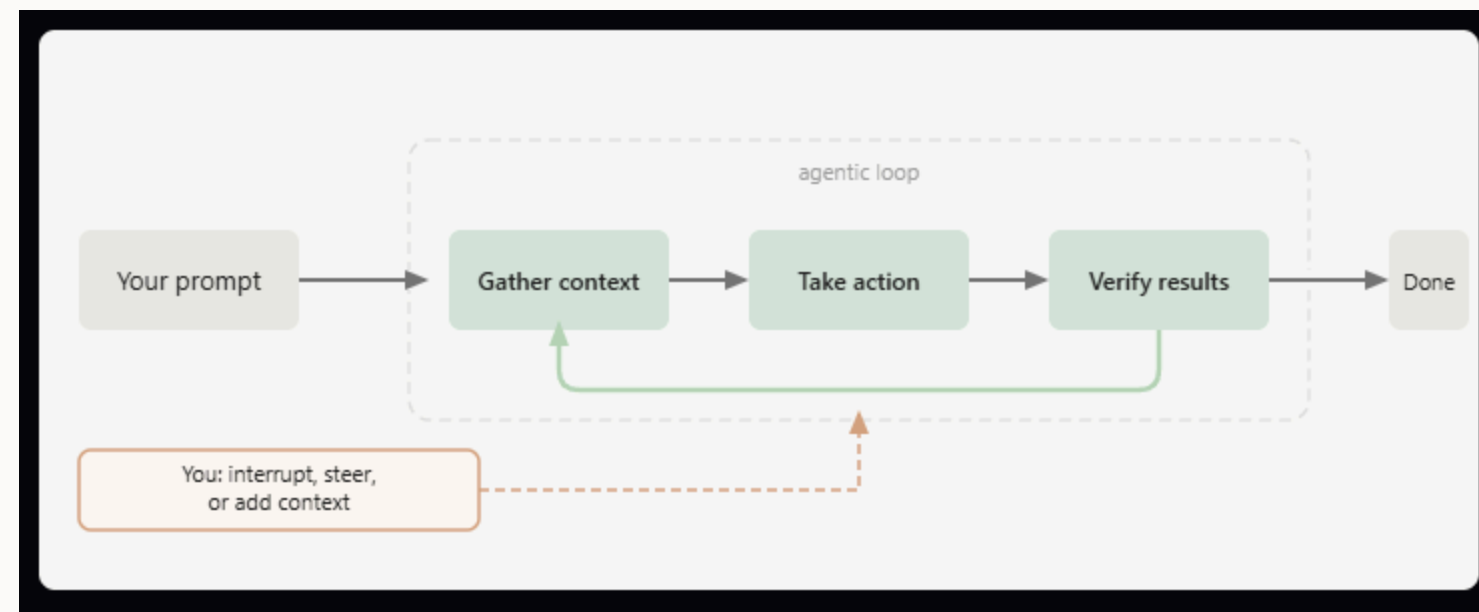 agentic loop
Your prompt
Gather context
Take action
Verify results
Done
You: interrupt, steer,
or add context